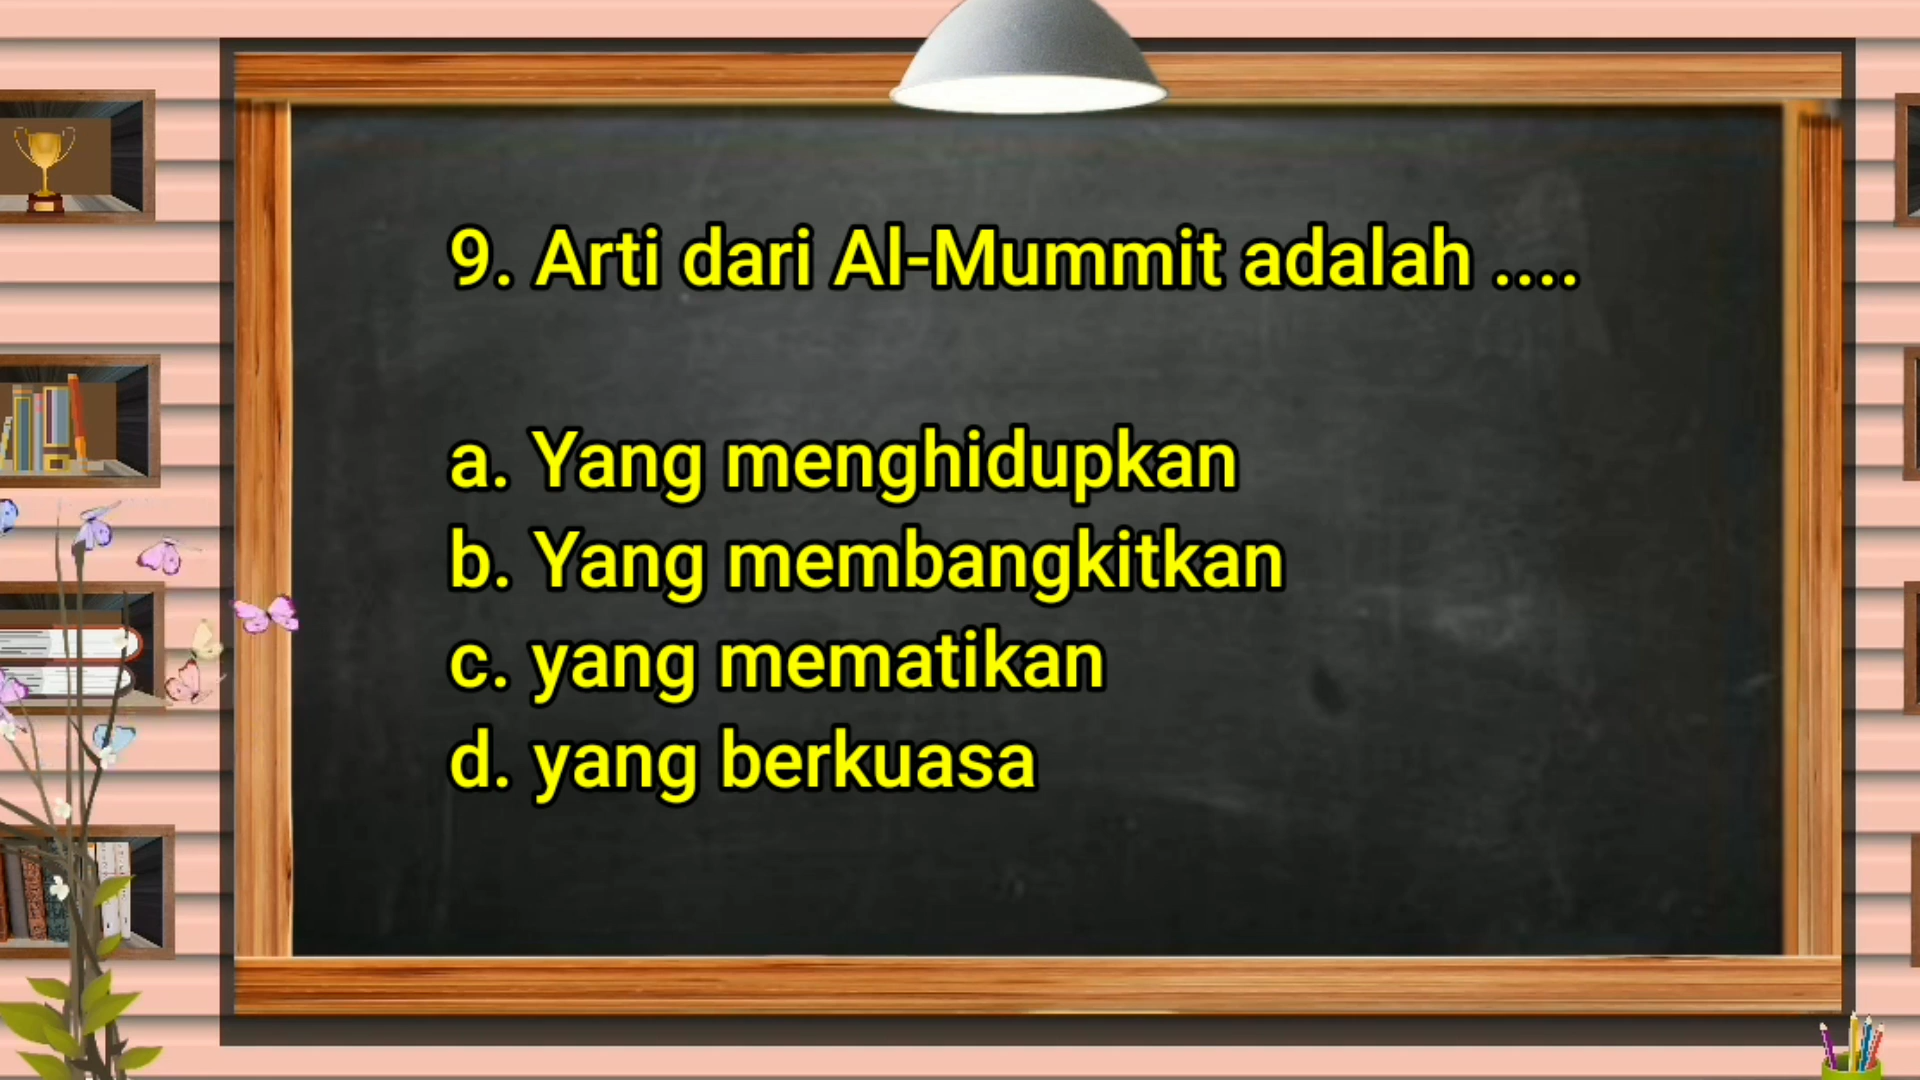 9. Arti dari Al-Mummit adalah ....
a. Yang menghidupkan
b. Yang membangkitkan
c. yang mematikan
d. yang berkuasa